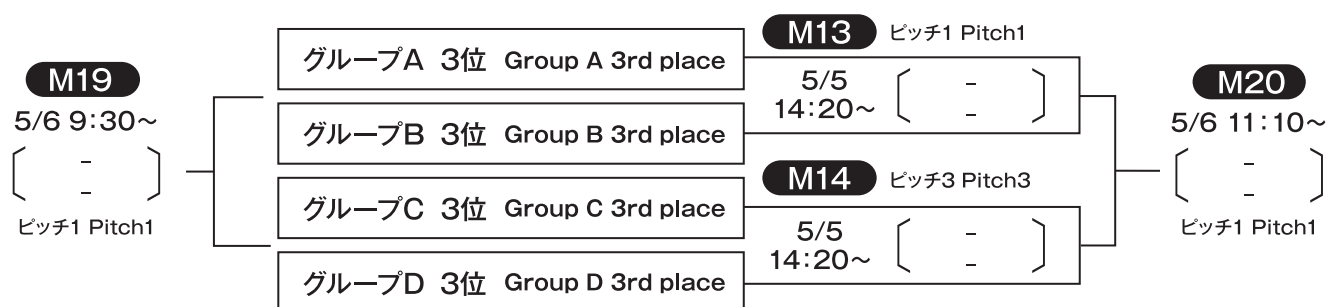 M19
5/6 9:30~
〔 - - 〕
ピッチ1 Pitch1
グループA 3位 Group A 3rd place
グループB 3位 Group B 3rd place
グループC 3位 Group C 3rd place
グループD 3位 Group D 3rd place
M13 ピッチ1 Pitch1
5/5
14:20~
〔 - - 〕
M14 ピッチ3 Pitch3
5/5
14:20~
〔 - - 〕
M20
5/6 11:10~
〔 - - 〕
ピッチ1 Pitch1